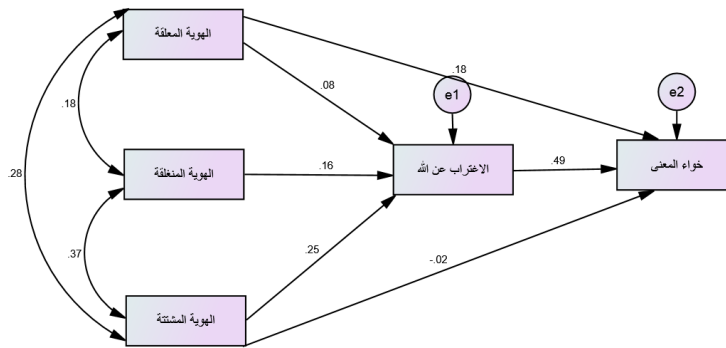 الهوية المعلقة
.18
e1
e2
.08
.18
.28
الهوية المنغلقة
.16
الاغتراب عن الله
.49
خواء المعنى
.37
.25
-.02
الهوية المشتتة